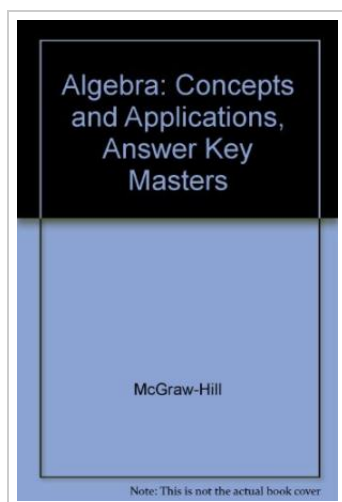 Algebra: Concepts
and Applications,
Answer Key
Masters
McGraw-Hill
Note: This is not the actual book cover